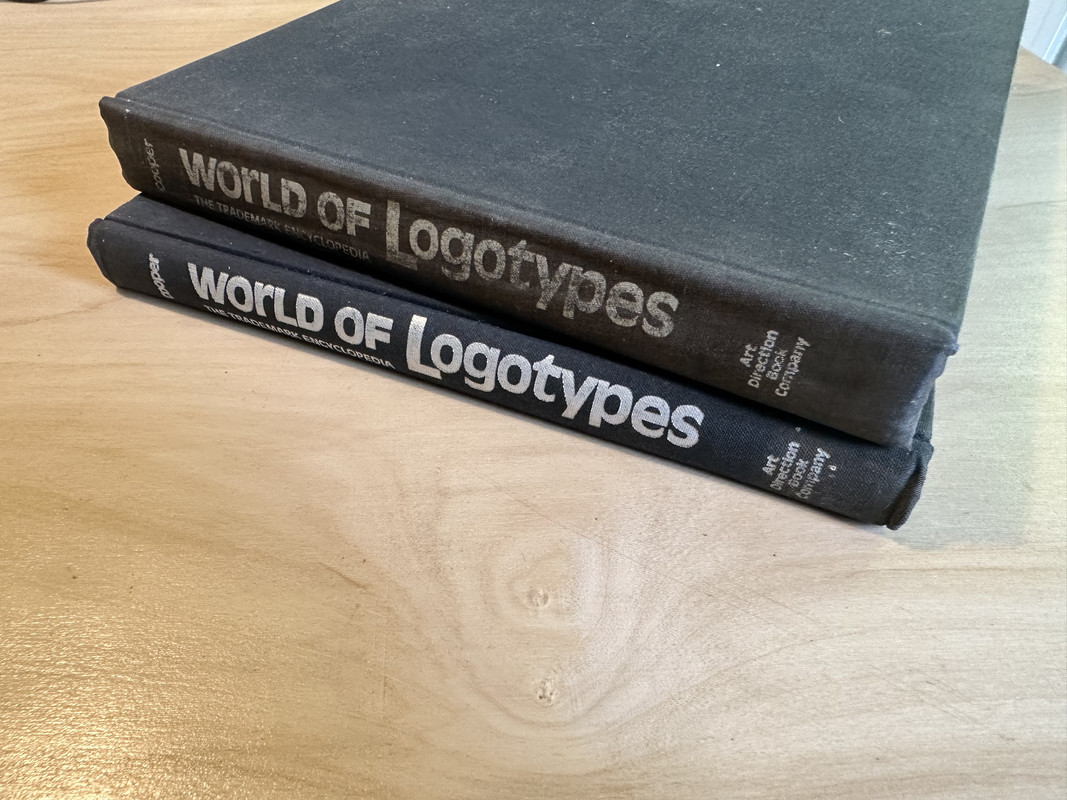 cooper
WORLD OF Logotypes
THE TRADEMARK ENCYCLOPEDIA
Art
Direction
Book
Company
cooper
WORLD OF Logotypes
THE TRADEMARK ENCYCLOPEDIA
Art
Direction
Book
Company